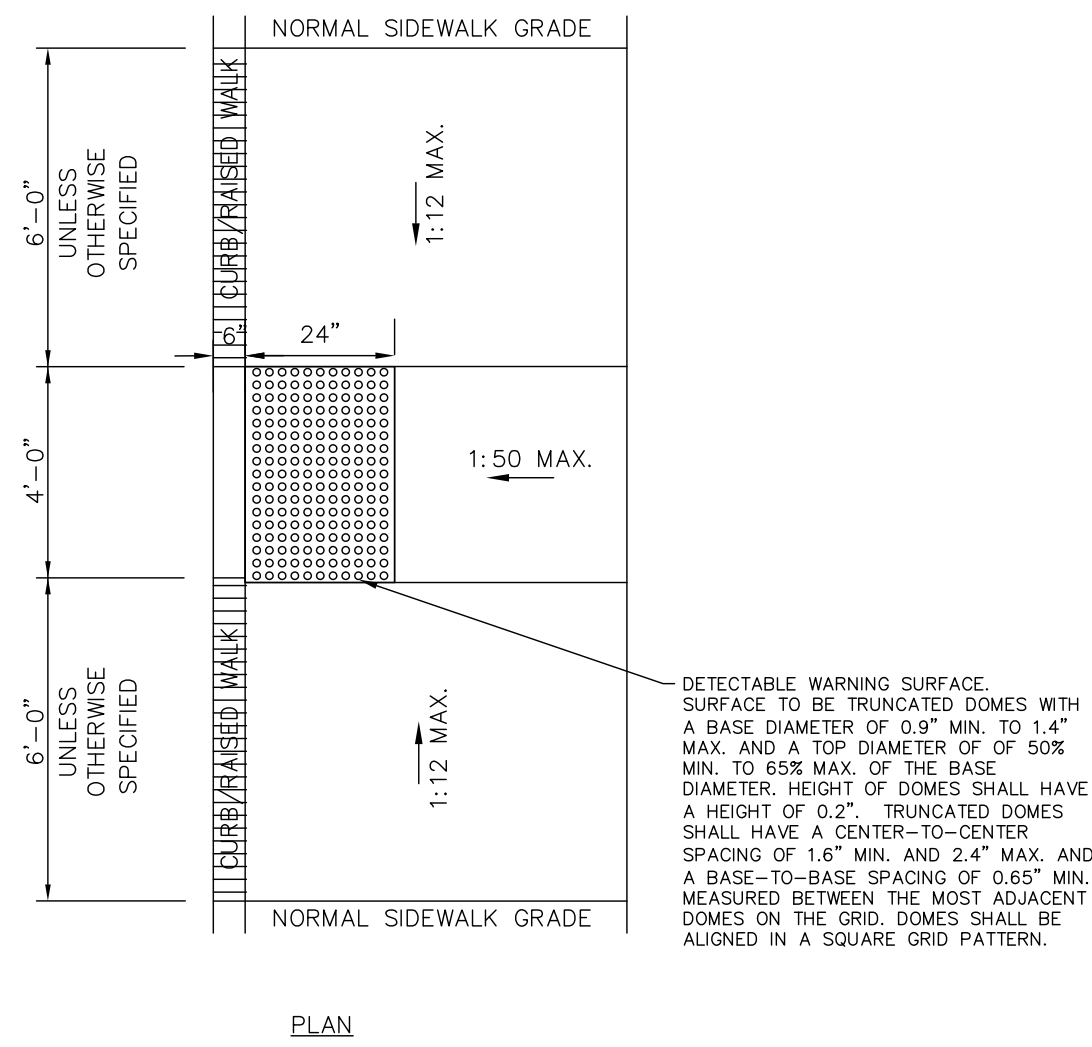 NORMAL SIDEWALK GRADE
6'-0"
UNLESS
OTHERWISE
SPECIFIED
CURB/RAISED WALK
1:12 MAX.
6"
24"
4'-0"
1:50 MAX.
6'-0"
UNLESS
OTHERWISE
SPECIFIED
CURB/RAISED WALK
1:12 MAX.
DETECTABLE WARNING SURFACE.
SURFACE TO BE TRUNCATED DOMES WITH
A BASE DIAMETER OF 0.9" MIN. TO 1.4"
MAX. AND A TOP DIAMETER OF OF 50%
MIN. TO 65% MAX. OF THE BASE
DIAMETER. HEIGHT OF DOMES SHALL HAVE
A HEIGHT OF 0.2". TRUNCATED DOMES
SHALL HAVE A CENTER-TO-CENTER
SPACING OF 1.6" MIN. AND 2.4" MAX. AND
A BASE-TO-BASE SPACING OF 0.65" MIN.
MEASURED BETWEEN THE MOST ADJACENT
DOMES ON THE GRID. DOMES SHALL BE
ALIGNED IN A SQUARE GRID PATTERN.
NORMAL SIDEWALK GRADE
PLAN